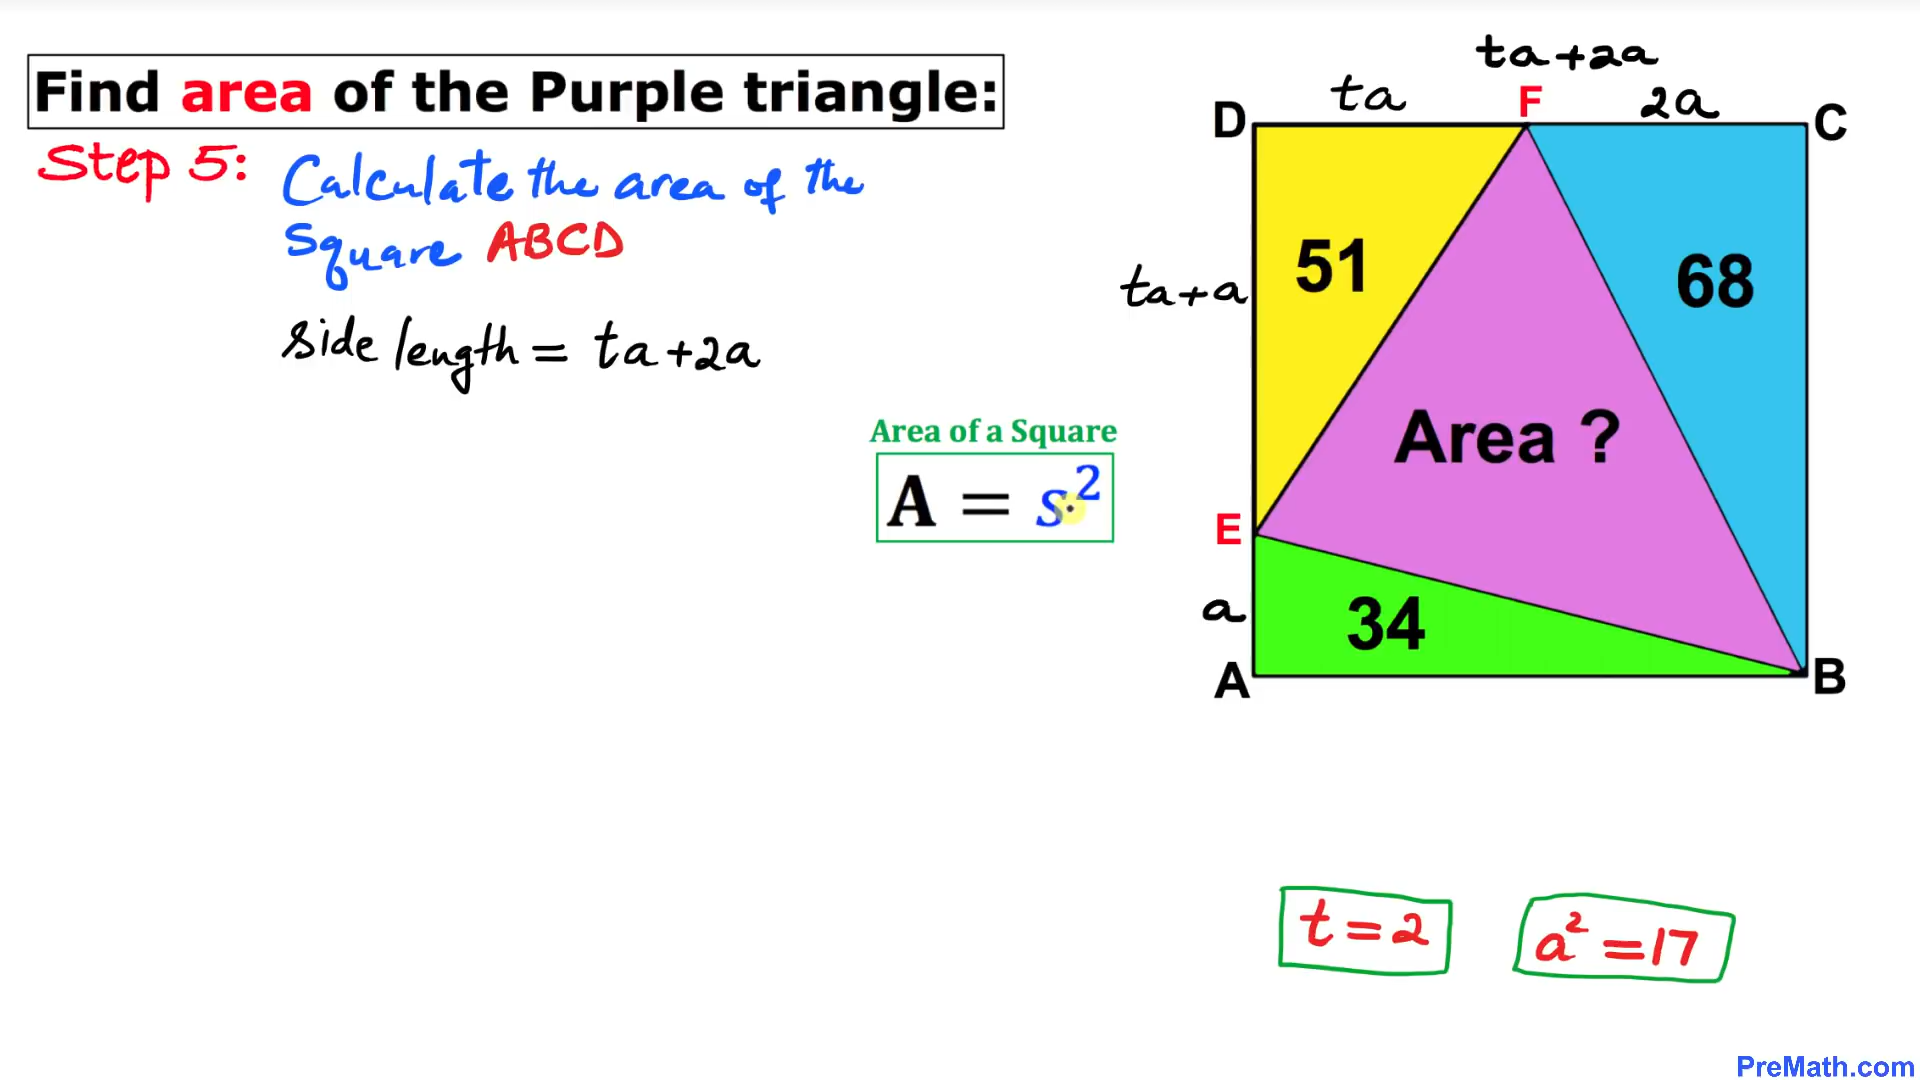 Find area of the Purple triangle:
Step 5: Calculate the area of the
Square ABCD
Side length = ta+2a
Area of a Square
A = s²
ta+2a
ta
2a
D
F
C
51
68
ta+a
Area ?
E
a
34
A
B
t=2
a²=17
PreMath.com